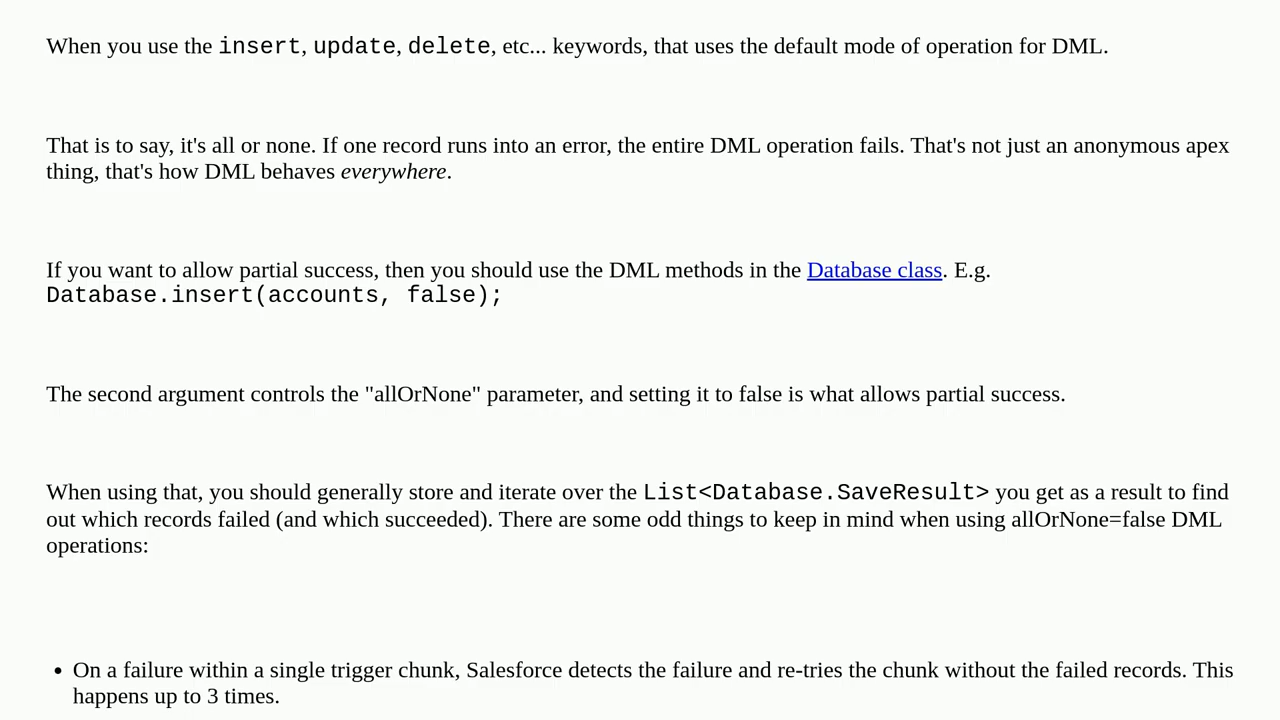 When you use the insert, update, delete, etc... keywords, that uses the default mode of operation for DML.
That is to say, it's all or none. If one record runs into an error, the entire DML operation fails. That's not just an anonymous apex
thing, that's how DML behaves everywhere.
If you want to allow partial success, then you should use the DML methods in the Database class. E.g.
Database.insert(accounts, false);
The second argument controls the "allOrNone" parameter, and setting it to false is what allows partial success.
When using that, you should generally store and iterate over the List<Database.SaveResult> you get as a result to find
out which records failed (and which succeeded). There are some odd things to keep in mind when using allOrNone=false DML
operations:
• On a failure within a single trigger chunk, Salesforce detects the failure and re-tries the chunk without the failed records. This
happens up to 3 times.